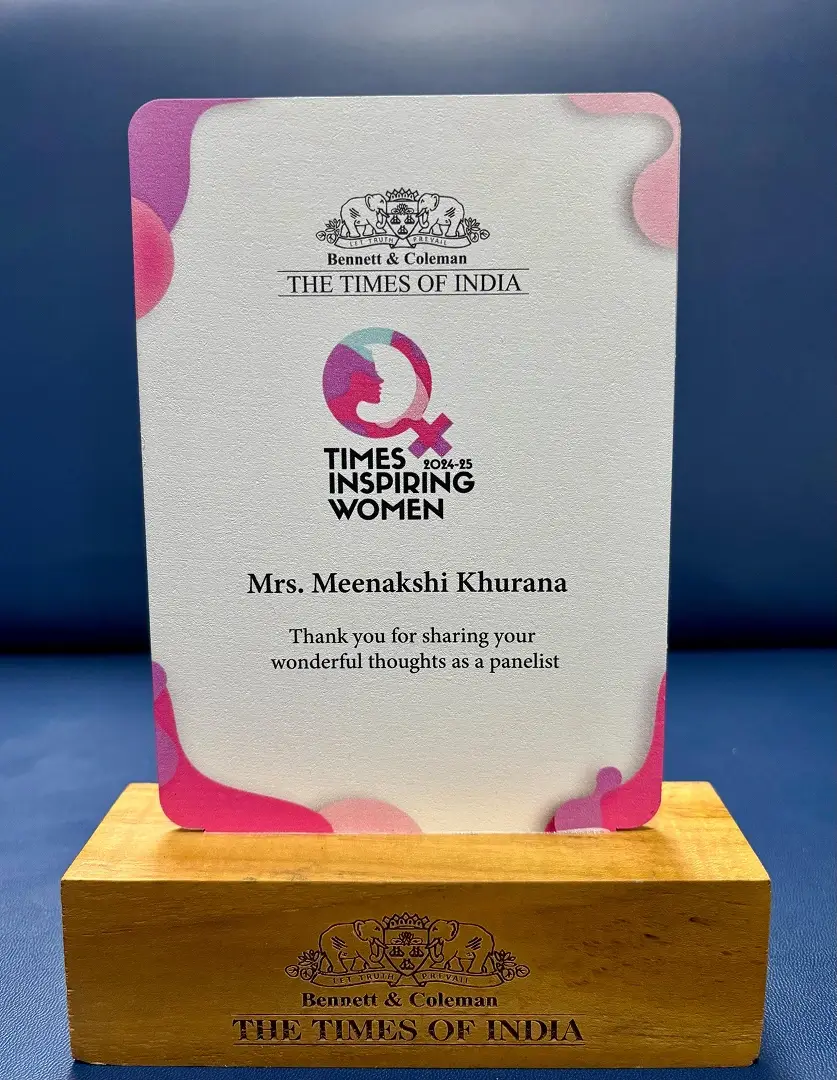 LET TRUTH PREVAIL
Bennett & Coleman
THE TIMES OF INDIA
TIMES
2024-25
INSPIRING
WOMEN
Mrs. Meenakshi Khurana
Thank you for sharing your
wonderful thoughts as a panelist
LET TRUTH PREVAIL
Bennett & Coleman
THE TIMES OF INDIA